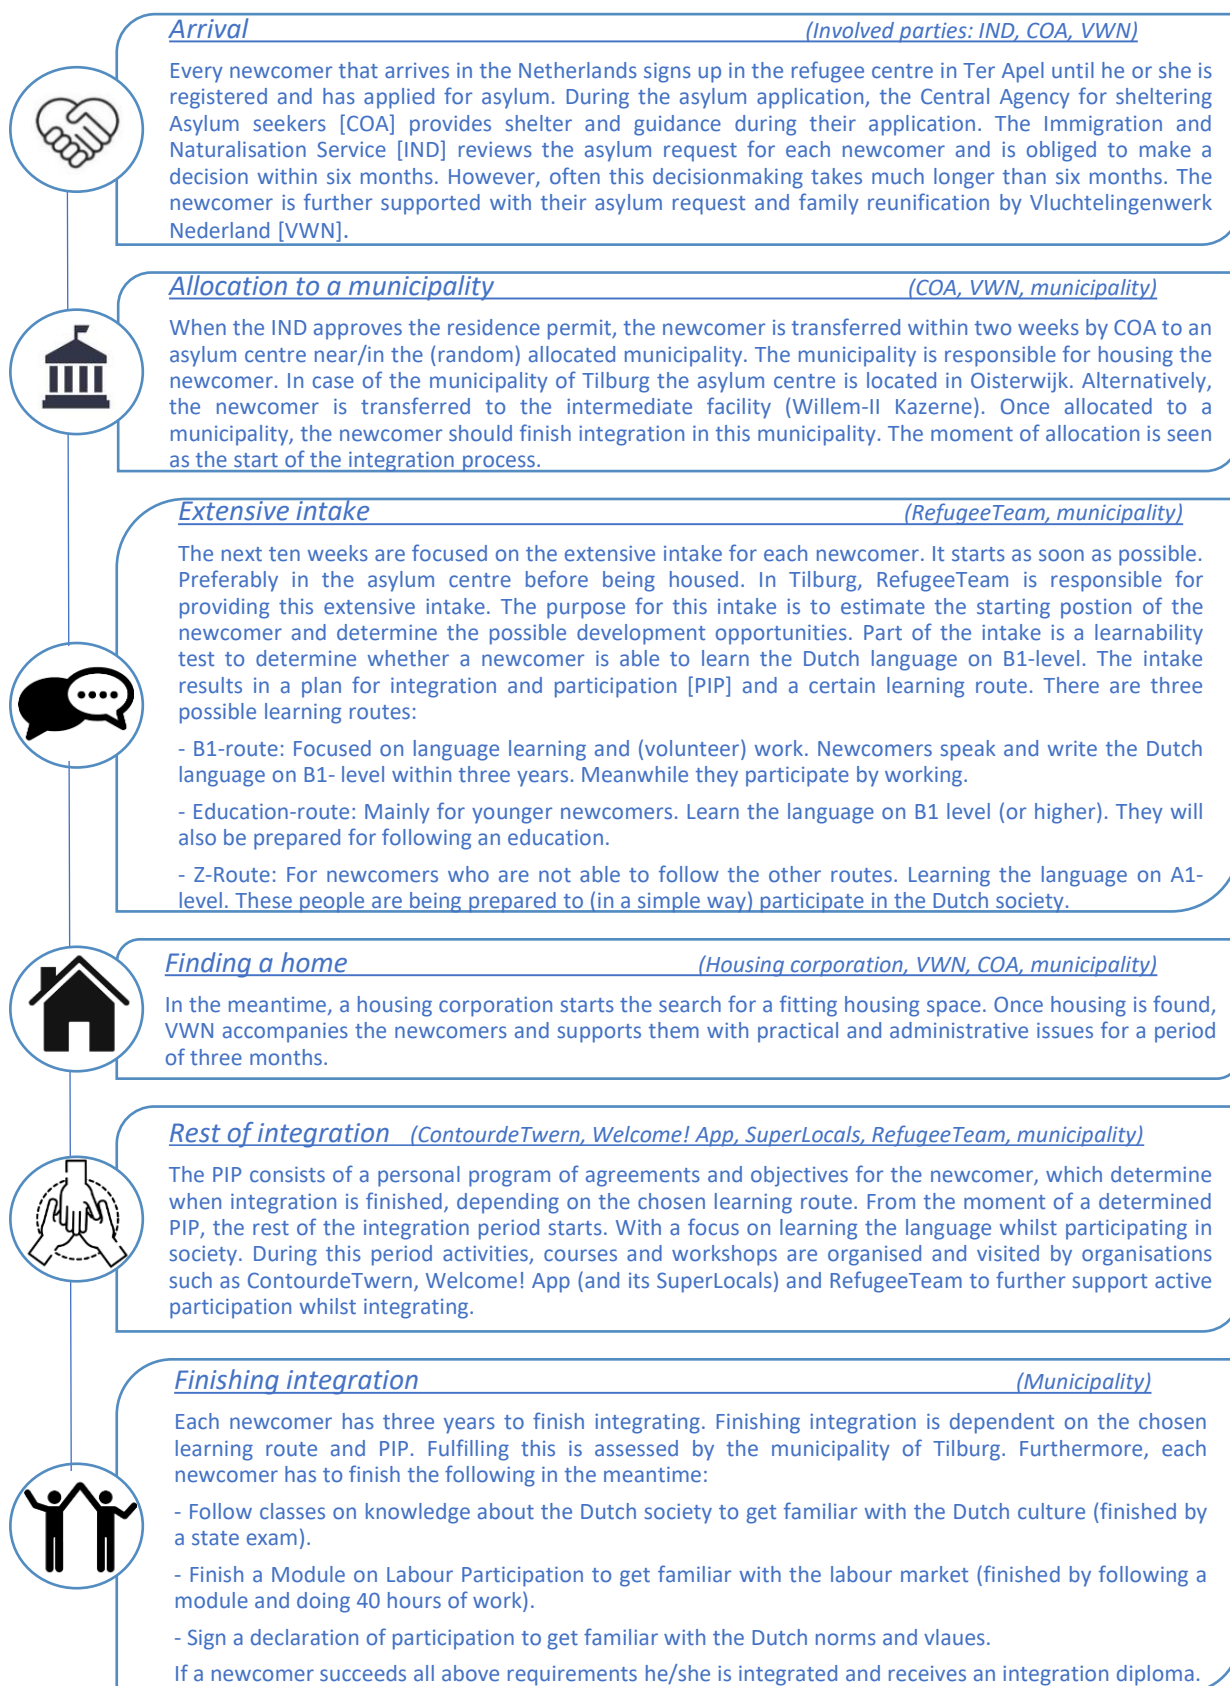 Arrival (Involved parties: IND, COA, VWN)
Every newcomer that arrives in the Netherlands signs up in the refugee centre in Ter Apel until he or she is
registered and has applied for asylum. During the asylum application, the Central Agency for sheltering
Asylum seekers [COA] provides shelter and guidance during their application. The Immigration and
Naturalisation Service [IND] reviews the asylum request for each newcomer and is obliged to make a
decision within six months. However, often this decisionmaking takes much longer than six months. The
newcomer is further supported with their asylum request and family reunification by Vluchtelingenwerk
Nederland [VWN].
Allocation to a municipality (COA, VWN, municipality)
When the IND approves the residence permit, the newcomer is transferred within two weeks by COA to an
asylum centre near/in the (random) allocated municipality. The municipality is responsible for housing the
newcomer. In case of the municipality of Tilburg the asylum centre is located in Oisterwijk. Alternatively,
the newcomer is transferred to the intermediate facility (Willem-II Kazerne). Once allocated to a
municipality, the newcomer should finish integration in this municipality. The moment of allocation is seen
as the start of the integration process.
Extensive intake (RefugeeTeam, municipality)
The next ten weeks are focused on the extensive intake for each newcomer. It starts as soon as possible.
Preferably in the asylum centre before being housed. In Tilburg, RefugeeTeam is responsible for
providing this extensive intake. The purpose for this intake is to estimate the starting postion of the
newcomer and determine the possible development opportunities. Part of the intake is a learnability
test to determine whether a newcomer is able to learn the Dutch language on B1-level. The intake
results in a plan for integration and participation [PIP] and a certain learning route. There are three
possible learning routes:
- B1-route: Focused on language learning and (volunteer) work. Newcomers speak and write the Dutch
language on B1- level within three years. Meanwhile they participate by working.
- Education-route: Mainly for younger newcomers. Learn the language on B1 level (or higher). They will
also be prepared for following an education.
- Z-Route: For newcomers who are not able to follow the other routes. Learning the language on A1-
level. These people are being prepared to (in a simple way) participate in the Dutch society.
Finding a home (Housing corporation, VWN, COA, municipality)
In the meantime, a housing corporation starts the search for a fitting housing space. Once housing is found,
VWN accompanies the newcomers and supports them with practical and administrative issues for a period
of three months.
Rest of integration (ContourdeTwern, Welcome! App, SuperLocals, RefugeeTeam, municipality)
The PIP consists of a personal program of agreements and objectives for the newcomer, which determine
when integration is finished, depending on the chosen learning route. From the moment of a determined
PIP, the rest of the integration period starts. With a focus on learning the language whilst participating in
society. During this period activities, courses and workshops are organised and visited by organisations
such as ContourdeTwern, Welcome! App (and its SuperLocals) and RefugeeTeam to further support active
participation whilst integrating.
Finishing integration (Municipality)
Each newcomer has three years to finish integrating. Finishing integration is dependent on the chosen
learning route and PIP. Fulfilling this is assessed by the municipality of Tilburg. Furthermore, each
newcomer has to finish the following in the meantime:
- Follow classes on knowledge about the Dutch society to get familiar with the Dutch culture (finished by
a state exam).
- Finish a Module on Labour Participation to get familiar with the labour market (finished by following a
module and doing 40 hours of work).
- Sign a declaration of participation to get familiar with the Dutch norms and vlaues.
If a newcomer succeeds all above requirements he/she is integrated and receives an integration diploma.